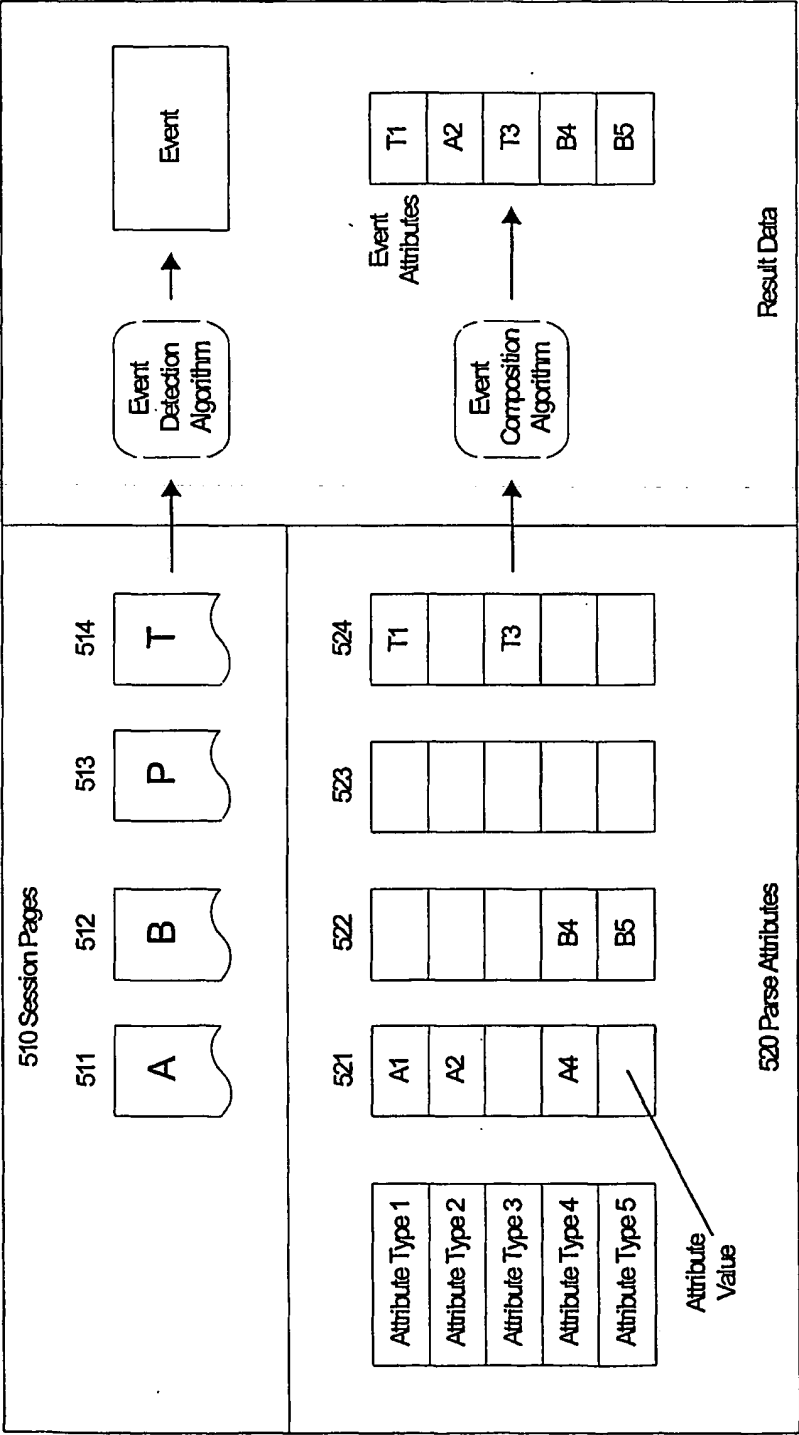 510 Session Pages
511
512
513
514
A
B
P
T
Event
Detection
Algorithm
Event
521
522
523
524
Attribute Type 1
Attribute Type 2
Attribute Type 3
Attribute Type 4
Attribute Type 5
A1
A2
A4
B4
B5
T1
T3
Attribute
Value
Event
Composition
Algorithm
Event
Attributes
T1
A2
T3
B4
B5
520 Parse Attributes
Result Data